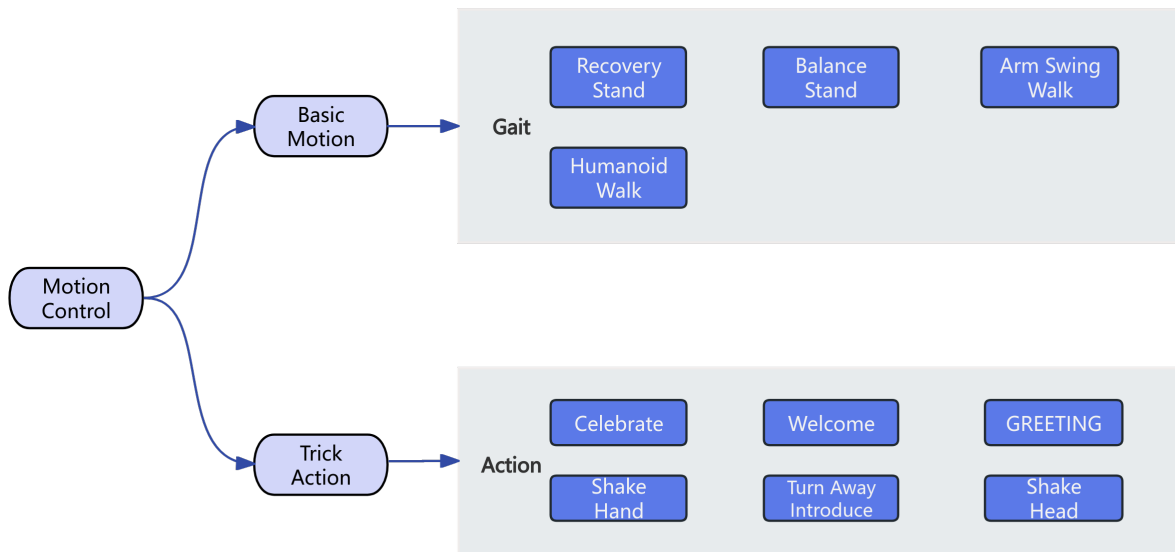 Motion
Control
Basic
Motion
Gait
Recovery
Stand
Balance
Stand
Arm Swing
Walk
Humanoid
Walk
Trick
Action
Action
Celebrate
Welcome
GREETING
Shake
Hand
Turn Away
Introduce
Shake
Head